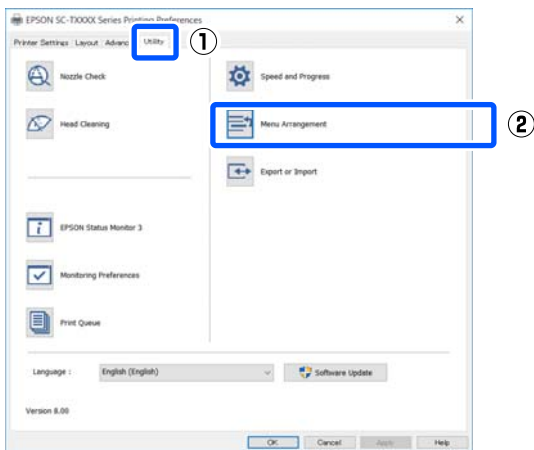 EPSON SC-TXXXX Series Printing Preferences
Printer Settings Layout Advanc Utility ①
Nozzle Check
Speed and Progress
Head Cleaning
Menu Arrangement ②
Export or Import
EPSON Status Monitor 3
Monitoring Preferences
Print Queue
Language : English (English) Software Update
Version 8.00
OK Cancel Apply Help